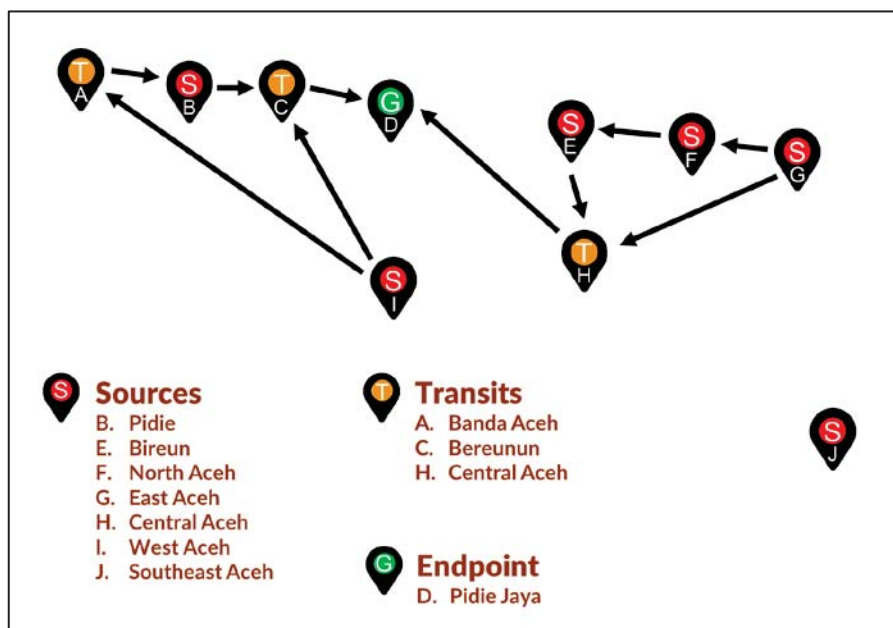 T
A
S
B
T
C
G
D
S
E
S
F
S
G
T
H
S
I
S
J
S Sources
B. Pidie
E. Bireun
F. North Aceh
G. East Aceh
H. Central Aceh
I. West Aceh
J. Southeast Aceh
T Transits
A. Banda Aceh
C. Bereunun
H. Central Aceh
G Endpoint
D. Pidie Jaya